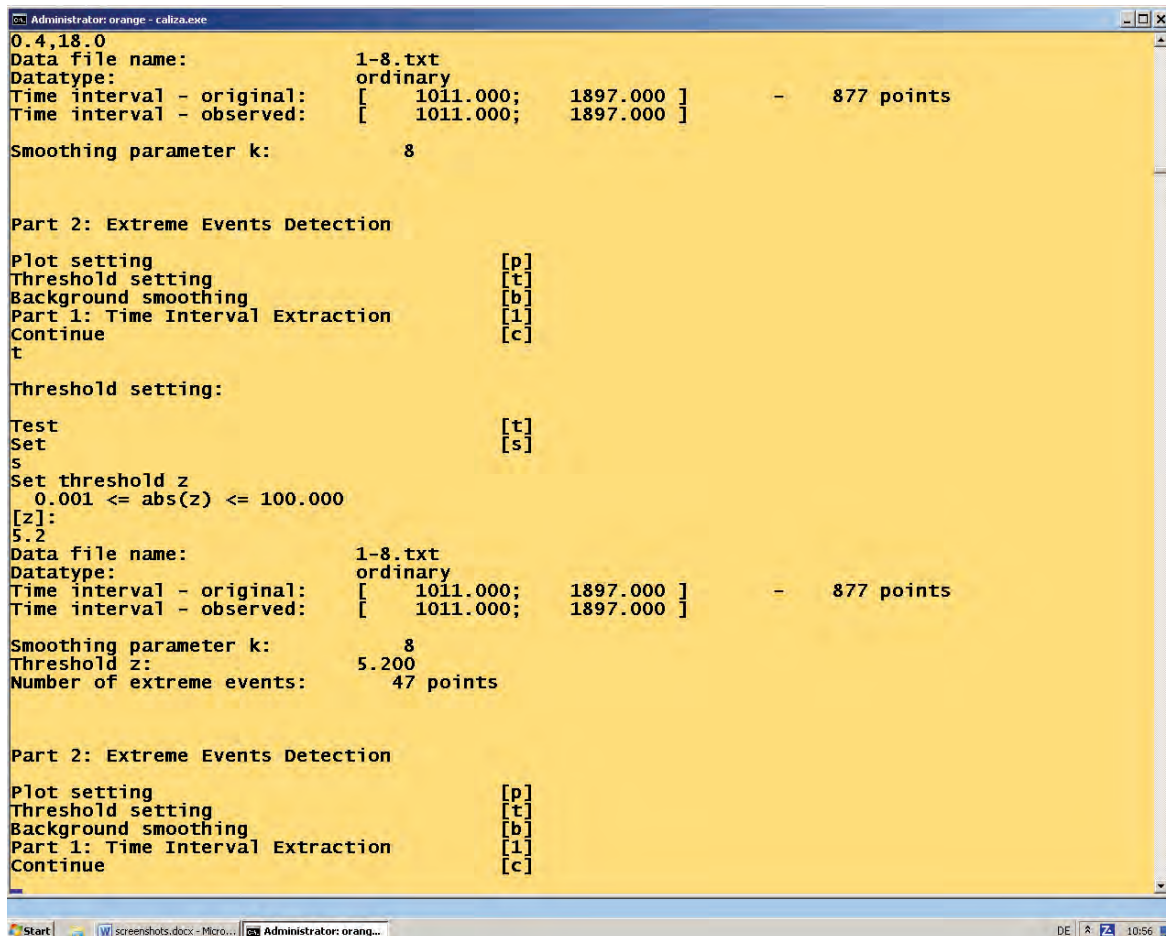 Administrator: orange - caliza.exe
0.4,18.0
Data file name: 1-8.txt
Datatype: ordinary
Time interval - original: [ 1011.000; 1897.000 ] - 877 points
Time interval - observed: [ 1011.000; 1897.000 ]
Smoothing parameter k: 8
Part 2: Extreme Events Detection
Plot setting [p]
Threshold setting [t]
Background smoothing [b]
Part 1: Time Interval Extraction [1]
Continue [c]
t
Threshold setting:
Test [t]
Set [s]
s
Set threshold z
0.001 <= abs(z) <= 100.000
[z]:
5.2
Data file name: 1-8.txt
Datatype: ordinary
Time interval - original: [ 1011.000; 1897.000 ] - 877 points
Time interval - observed: [ 1011.000; 1897.000 ]
Smoothing parameter k: 8
Threshold z: 5.200
Number of extreme events: 47 points
Part 2: Extreme Events Detection
Plot setting [p]
Threshold setting [t]
Background smoothing [b]
Part 1: Time Interval Extraction [1]
Continue [c]
Start screenshots.docx - Micro... Administrator: orang... DE 10:56